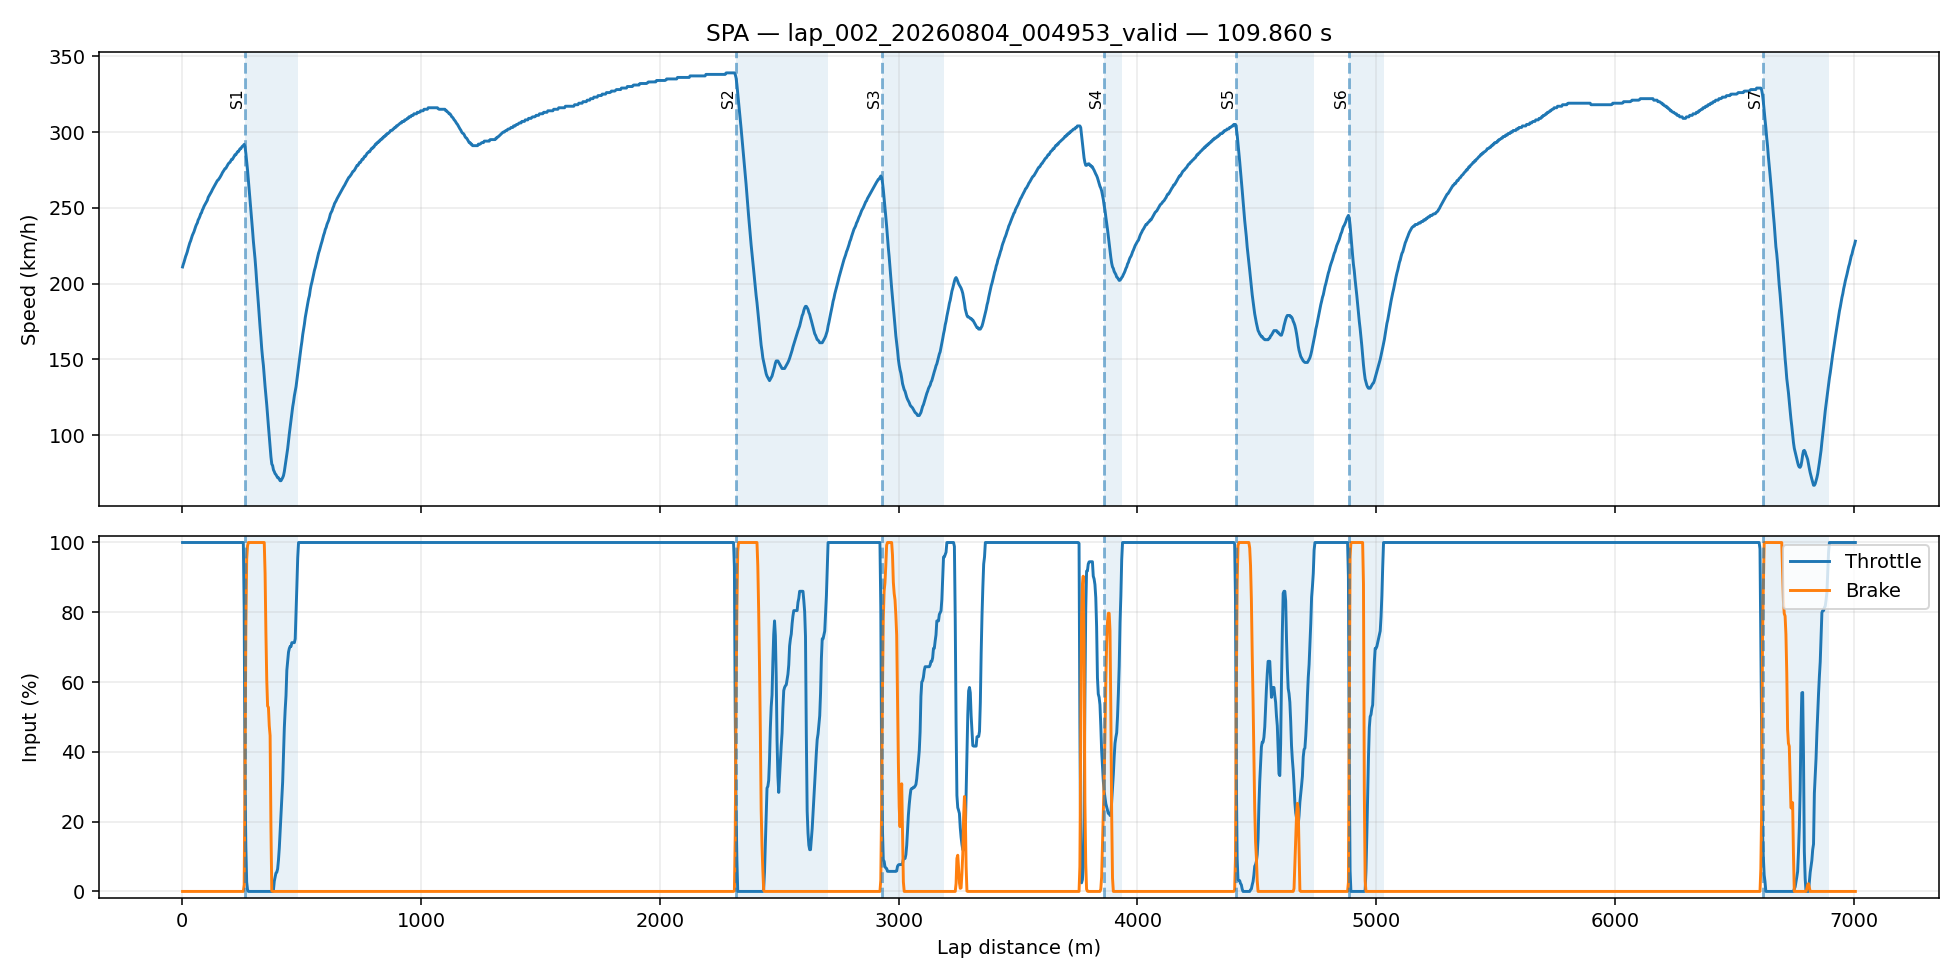 SPA — lap_002_20260804_004953_valid — 109.860 s
350
300
250
200
150
100
Speed (km/h)
S1
S2
S3
S4
S5
S6
S7
100
80
60
40
20
0
Input (%)
Throttle
Brake
0
1000
2000
3000
4000
5000
6000
7000
Lap distance (m)